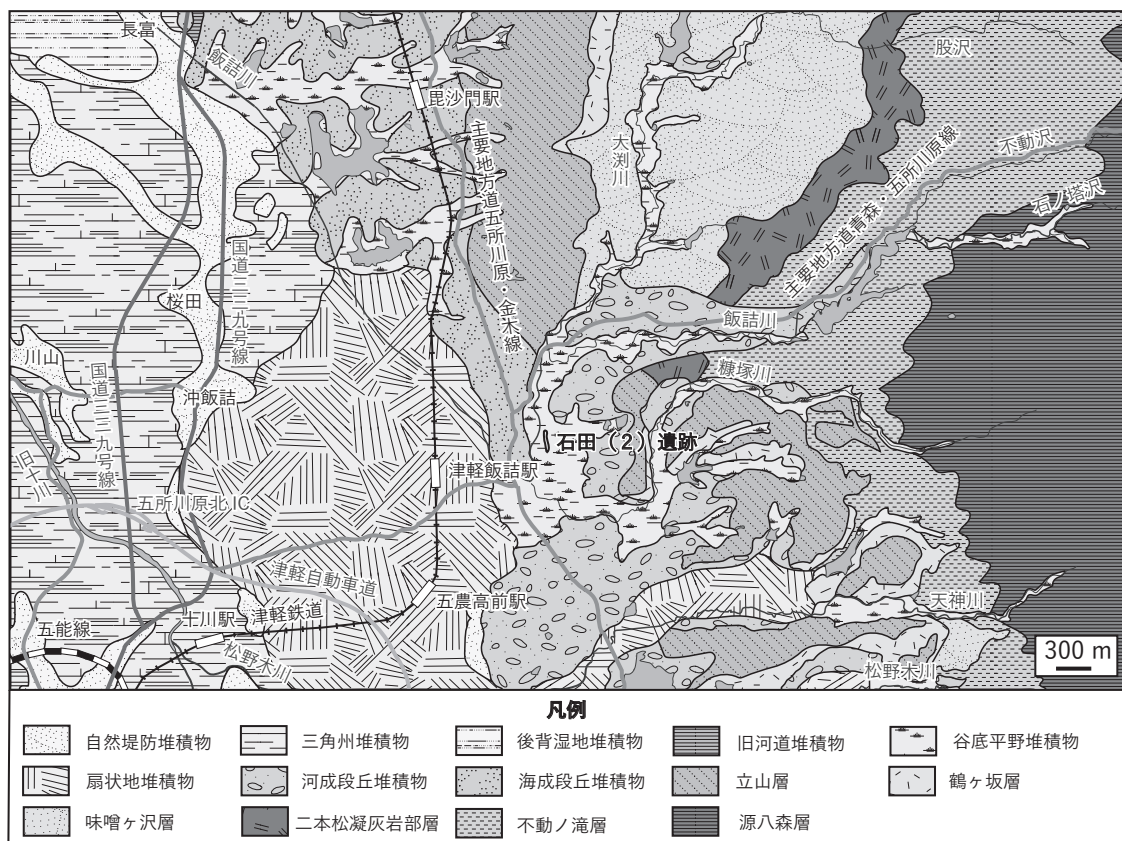 長富
飯詰川
毘沙門駅
主要地方道五所川原・金木線
大渕川
股沢
不動沢
石ノ塔沢
主要地方道青森・五所川原線
国道三三九号線
桜田
川山
国道三三九号線
沖飯詰
飯詰川
糠塚川
石田（2）遺跡
津軽飯詰駅
旧十川
五所川原北IC
津軽自動車道
五農高前駅
天神川
五能線
十川駅
津軽鉄道
松野木川
松野木川
300 m
凡例
自然堤防堆積物
三角州堆積物
後背湿地堆積物
旧河道堆積物
谷底平野堆積物
扇状地堆積物
河成段丘堆積物
海成段丘堆積物
立山層
鶴ヶ坂層
味噌ヶ沢層
二本松凝灰岩部層
不動ノ滝層
源八森層